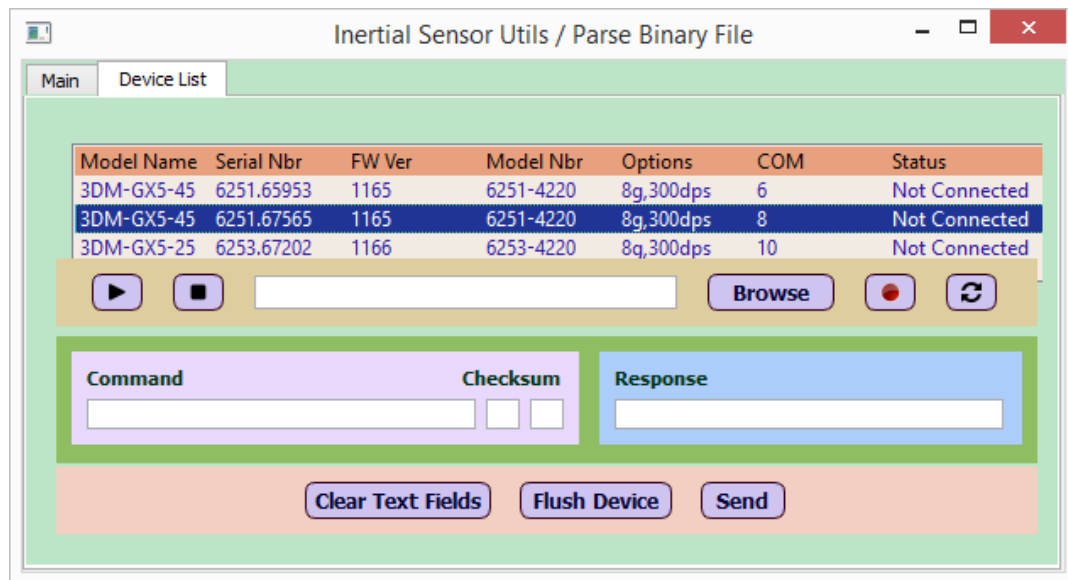 Inertial Sensor Utils / Parse Binary File
Main Device List
Model Name Serial Nbr FW Ver Model Nbr Options COM Status
3DM-GX5-45 6251.65953 1165 6251-4220 8g,300dps 6 Not Connected
3DM-GX5-45 6251.67565 1165 6251-4220 8g,300dps 8 Not Connected
3DM-GX5-25 6253.67202 1166 6253-4220 8g,300dps 10 Not Connected
Browse
Command Checksum Response
Clear Text Fields Flush Device Send